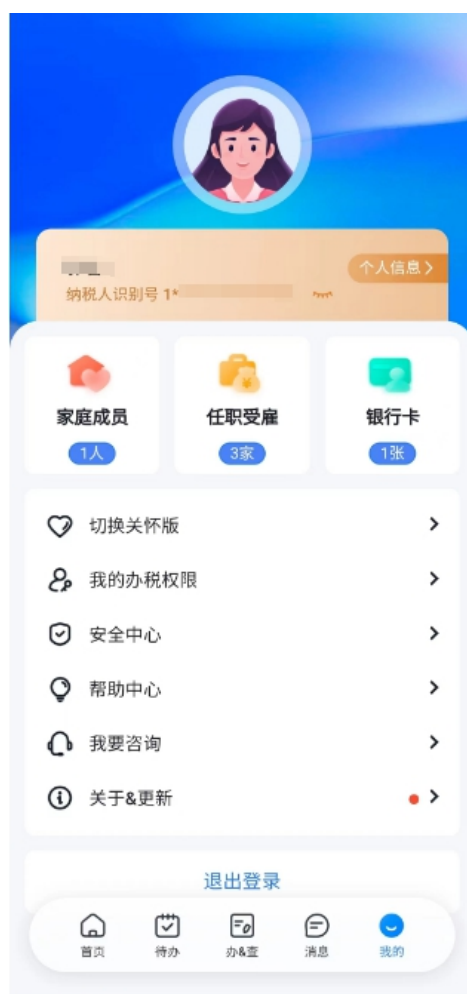 个人信息
纳税人识别号 1*
家庭成员 任职受雇 银行卡
1人 3家 1张
切换关怀版
我的办税权限
安全中心
帮助中心
我要咨询
关于&更新
退出登录
首页 待办 办&查 消息 我的